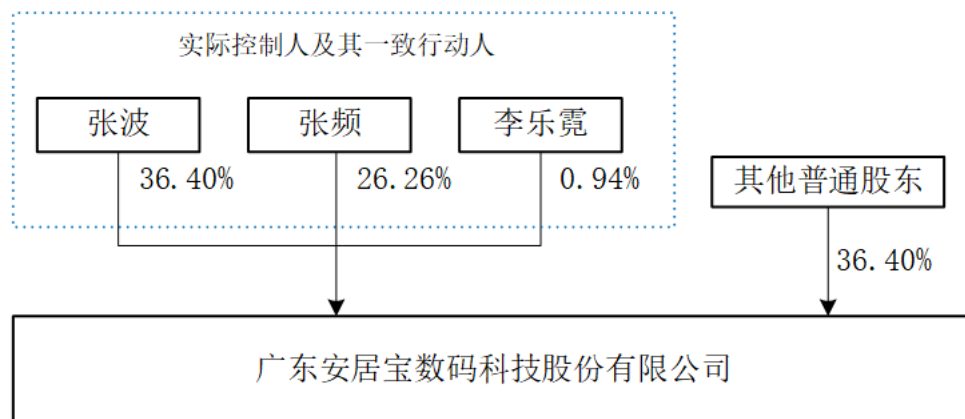 实际控制人及其一致行动人
张波
张频
李乐霓
36.40%
26.26%
0.94%
其他普通股东
36.40%
广东安居宝数码科技股份有限公司